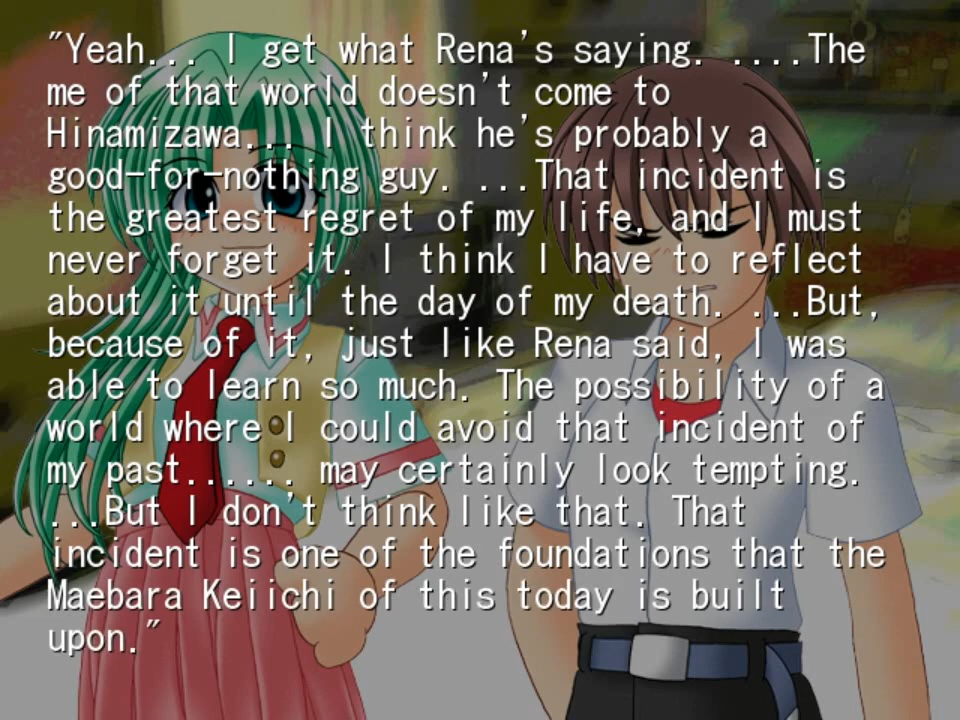 "Yeah... I get what Rena's saying. ....The
me of that world doesn't come to
Hinamizawa... I think he's probably a
good-for-nothing guy. ...That incident is
the greatest regret of my life, and I must
never forget it. I think I have to reflect
about it until the day of my death. ...But,
because of it, just like Rena said, I was
able to learn so much. The possibility of a
world where I could avoid that incident of
my past...... may certainly look tempting.
...But I don't think like that. That
incident is one of the foundations that the
Maebara Keiichi of this today is built
upon."